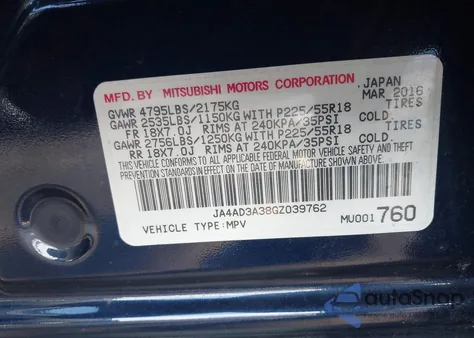 MFD. BY MITSUBISHI MOTORS CORPORATION JAPAN
GVWR 4795LBS/2175KG MAR 2016
GAWR 2535LBS/1150KG WITH P225/55R18 TIRES
FR 18X7.0J RIMS AT 240KPA/35PSI COLD.
GAWR 2756LBS/1250KG WITH P225/55R18 TIRES
RR 18X7.0J RIMS AT 240KPA/35PSI COLD.
THIS VEHICLE CONFORMS TO ALL APPLICABLE FEDERAL MOTOR VEHICLE SAFETY, BUMPER, AND THEFT
PREVENTION STANDARDS IN EFFECT ON THE DATE OF MANUFACTURE SHOWN ABOVE.
JA4AD3A38GZ039762
VEHICLE TYPE:MPV MU001 760
autoSnap